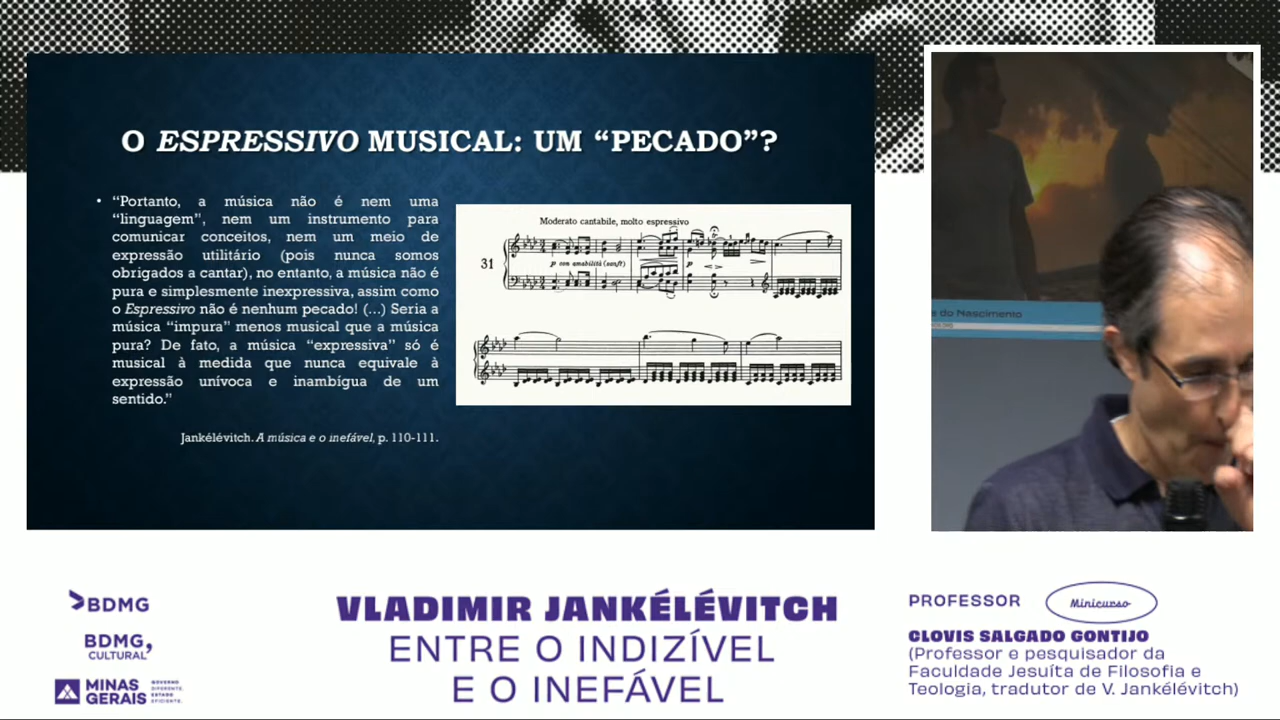 O ESPRESSIVO MUSICAL: UM “PECADO”?
• “Portanto, a música não é nem uma
“linguagem”, nem um instrumento para
comunicar conceitos, nem um meio de
expressão utilitário (pois nunca somos
obrigados a cantar), no entanto, a música não é
pura e simplesmente inexpressiva, assim como
o Espressivo não é nenhum pecado! (...) Seria a
música “impura” menos musical que a música
pura? De fato, a música “expressiva” só é
musical à medida que nunca equivale à
expressão unívoca e inambígua de um
sentido.”
Jankélévitch. A música e o inefável, p. 110-111.
Moderato cantabile, molto espressivo
31
p con amabilità (sanft)
p
do Nascimento
BDMG
BDMG,
CULTURAL
MINAS
GERAIS
GOVERNO
DIFERENTE.
ESTADO
EFICIENTE.
VLADIMIR JANKÉLÉVITCH
ENTRE O INDIZÍVEL
E O INEFÁVEL
PROFESSOR
Minicurso
CLOVIS SALGADO GONTIJO
(Professor e pesquisador da
Faculdade Jesuíta de Filosofia e
Teologia, tradutor de V. Jankélévitch)